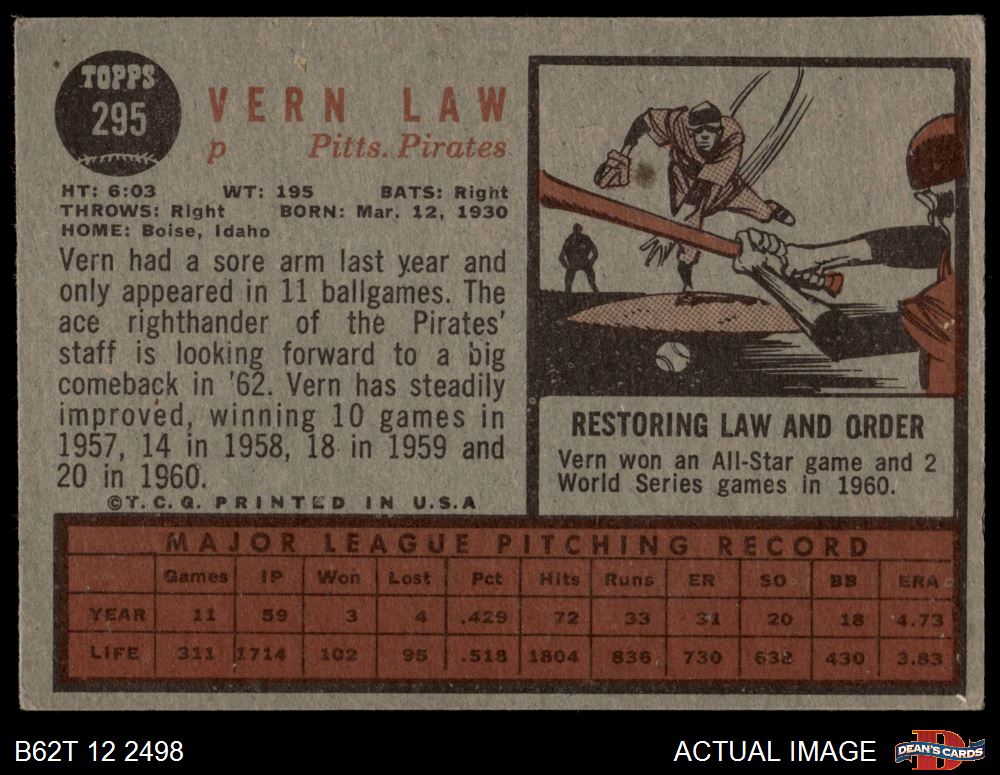 TOPPS
295
VERN LAW
p Pitts. Pirates
HT: 6:03 WT: 195 BATS: Right
THROWS: Right BORN: Mar. 12, 1930
HOME: Boise, Idaho
Vern had a sore arm last year and
only appeared in 11 ballgames. The
ace righthander of the Pirates'
staff is looking forward to a big
comeback in '62. Vern has steadily
improved, winning 10 games in
1957, 14 in 1958, 18 in 1959 and
20 in 1960.
©T.C.G. PRINTED IN U.S.A
RESTORING LAW AND ORDER
Vern won an All-Star game and 2
World Series games in 1960.
MAJOR LEAGUE PITCHING RECORD
Games IP Won Lost Pct Hits Runs ER SO BB ERA
YEAR 11 59 3 4 .429 72 33 31 20 18 4.73
LIFE 311 1714 102 95 .518 1804 836 730 638 430 3.83
B62T 12 2498
ACTUAL IMAGE
D
DEAN'S CARDS